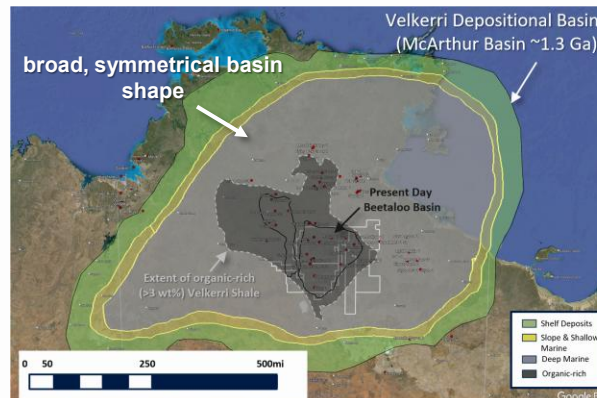 Velkerri Depositional Basin
(McArthur Basin ~1.3 Ga)
broad, symmetrical basin
shape
Present Day
Beetaloo Basin
Extent of organic-rich
(>3 wt%) Velkerri Shale
Shelf Deposits
Slope & Shallow
Marine
Deep Marine
Organic-rich
0 50 250 500mi
Google